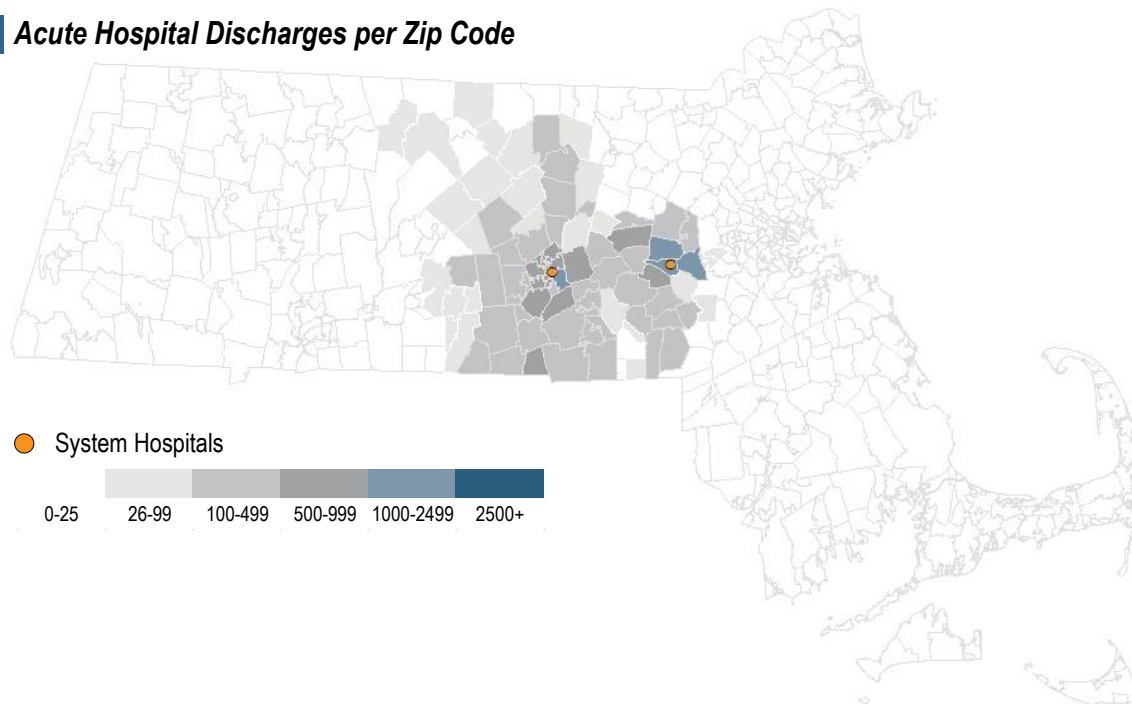 Acute Hospital Discharges per Zip Code
System Hospitals
0-25 26-99 100-499 500-999 1000-2499 2500+